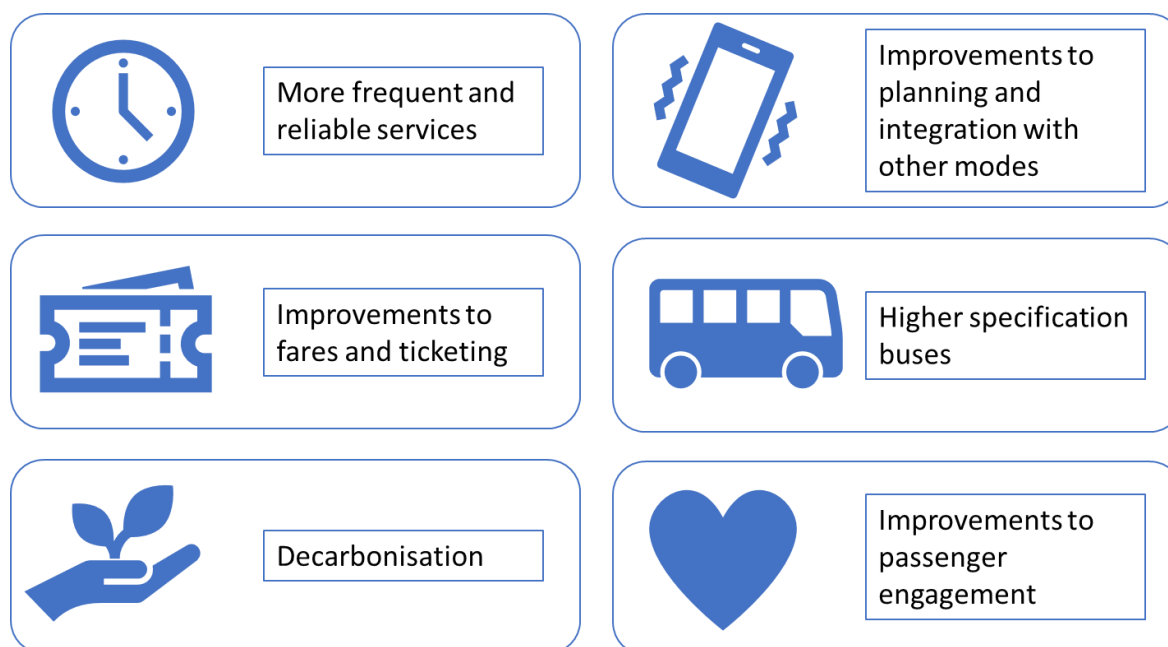 More frequent and
reliable services
Improvements to
planning and
integration with
other modes
Improvements to
fares and ticketing
Higher specification
buses
Decarbonisation
Improvements to
passenger
engagement